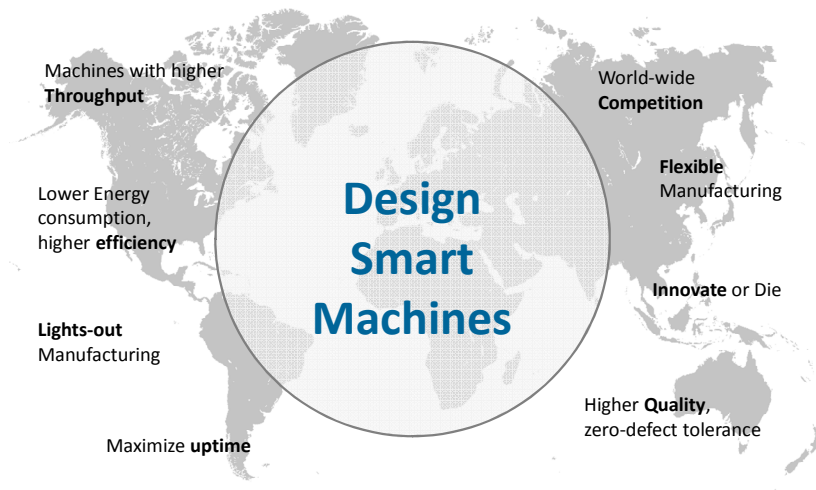 Machines with higher
Throughput
Lower Energy
consumption,
higher efficiency
Lights-out
Manufacturing
Maximize uptime
Design
Smart
Machines
World-wide
Competition
Flexible
Manufacturing
Innovate or Die
Higher Quality,
zero-defect tolerance